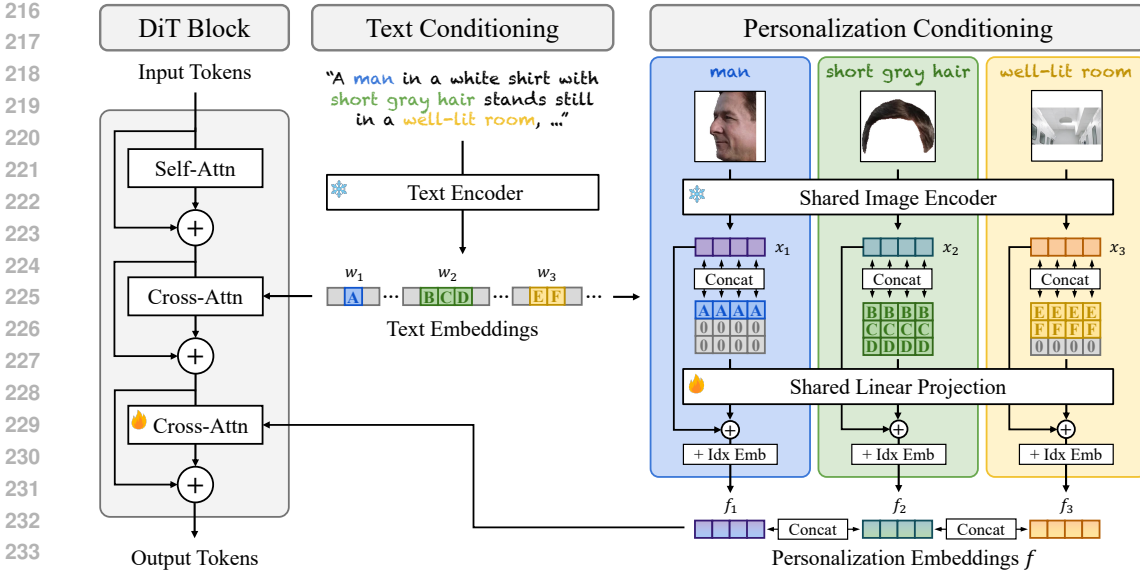 216
217
218
219
220
221
222
223
224
225
226
227
228
229
230
231
232
233
DiT Block
Input Tokens
Self-Attn
+
Cross-Attn
+
Cross-Attn
+
Output Tokens
Text Conditioning
“A man in a white shirt with
short gray hair stands still
in a well-lit room, ...”
Text Encoder
w₁ w₂ w₃
A ... B C D ... E F ...
Text Embeddings
Personalization Conditioning
man short gray hair well-lit room
Shared Image Encoder
x₁ x₂ x₃
Concat Concat Concat
A A A A B B B B E E E E
0 0 0 0 C C C C F F F F
0 0 0 0 D D D D 0 0 0 0
Shared Linear Projection
+ + +
+ Idx Emb + Idx Emb + Idx Emb
f₁ f₂ f₃
Concat Concat
Personalization Embeddings f